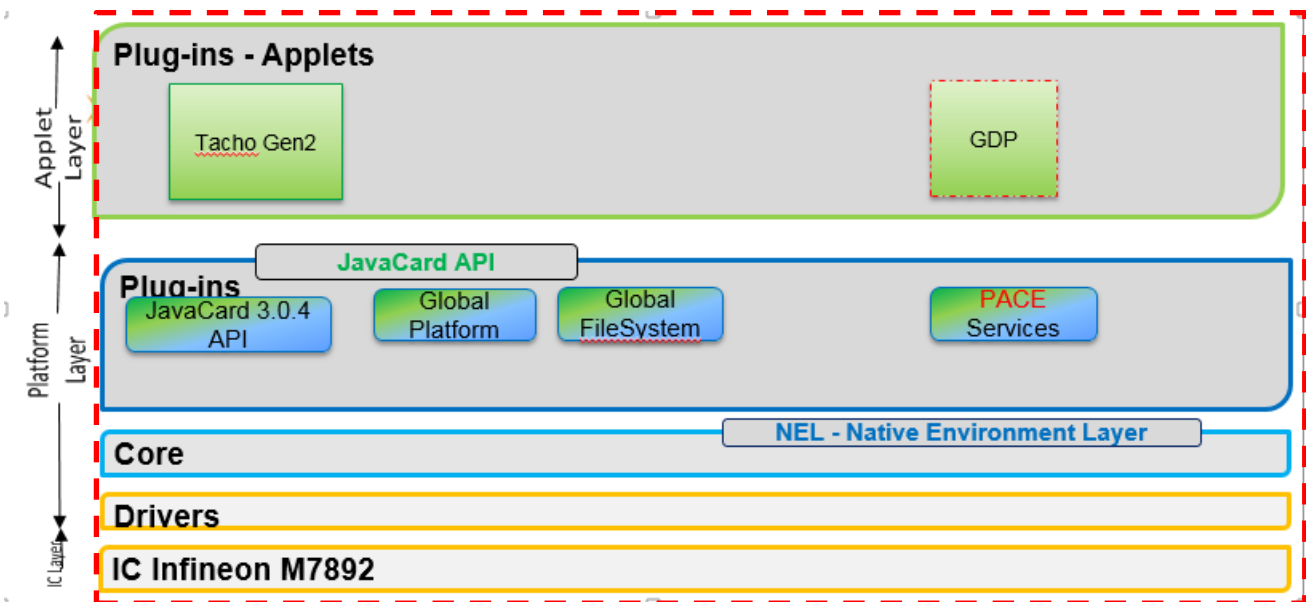 Plug-ins - Applets
Tacho Gen2
GDP
Applet
Layer
JavaCard API
Plug-ins
JavaCard 3.0.4
API
Global
Platform
Global
FileSystem
PACE
Services
Platform
Layer
NEL - Native Environment Layer
Core
Drivers
IC Layer
IC Infineon M7892